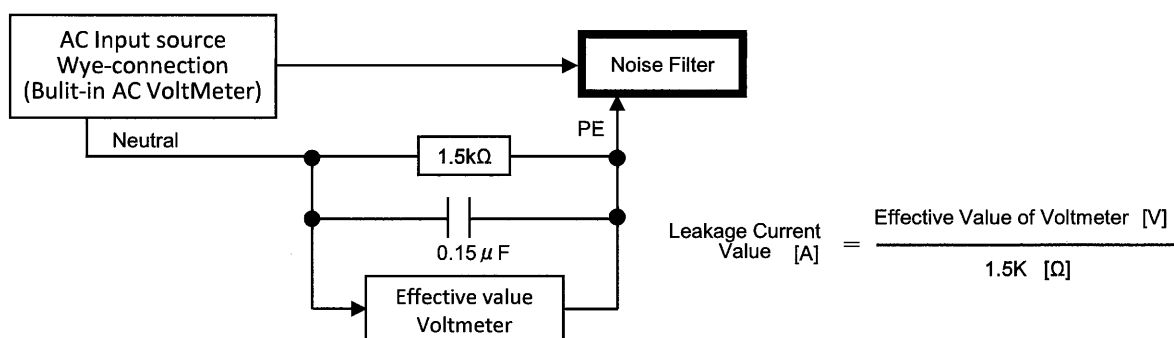 AC Input source
Wye-connection
(Bulit-in AC VoltMeter)
Noise Filter
Neutral
PE
1.5kΩ
0.15μF
Effective value
Voltmeter
Leakage Current
Value [A]
=
Effective Value of Voltmeter [V]
1.5K [Ω]